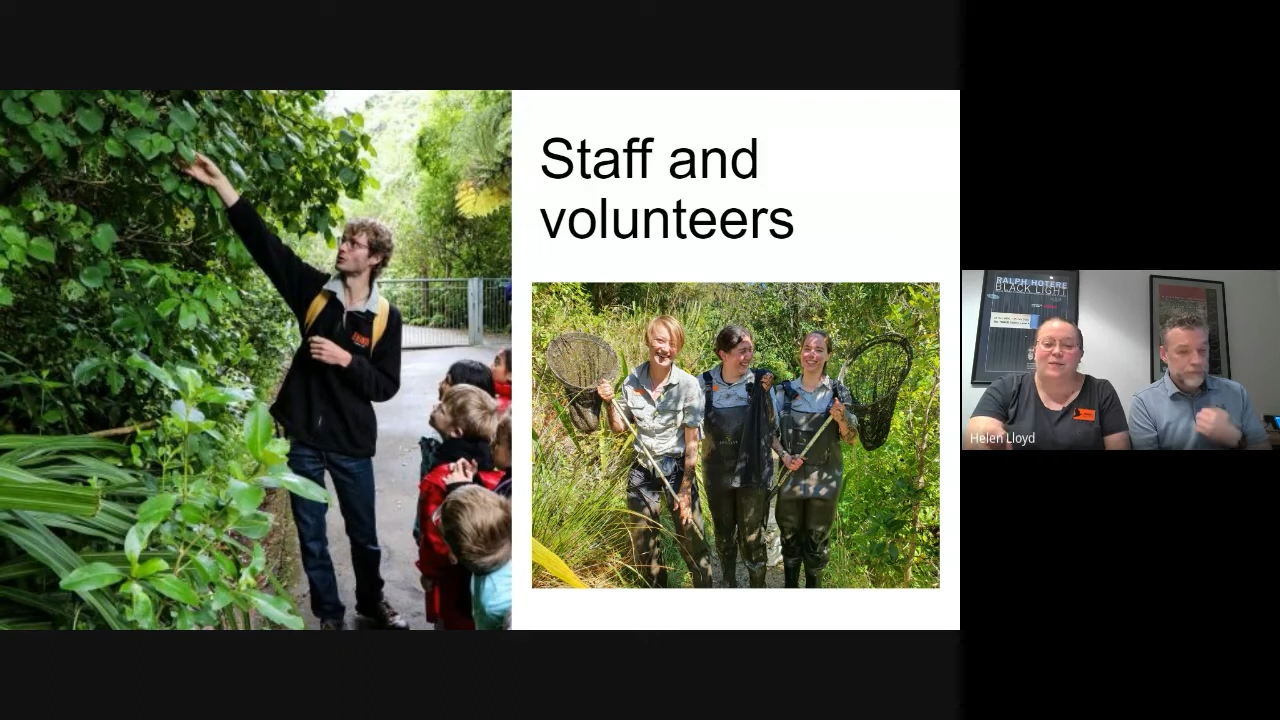 Staff and
volunteers
RALPH HOTERE
BLACK LIGHT
Helen Lloyd